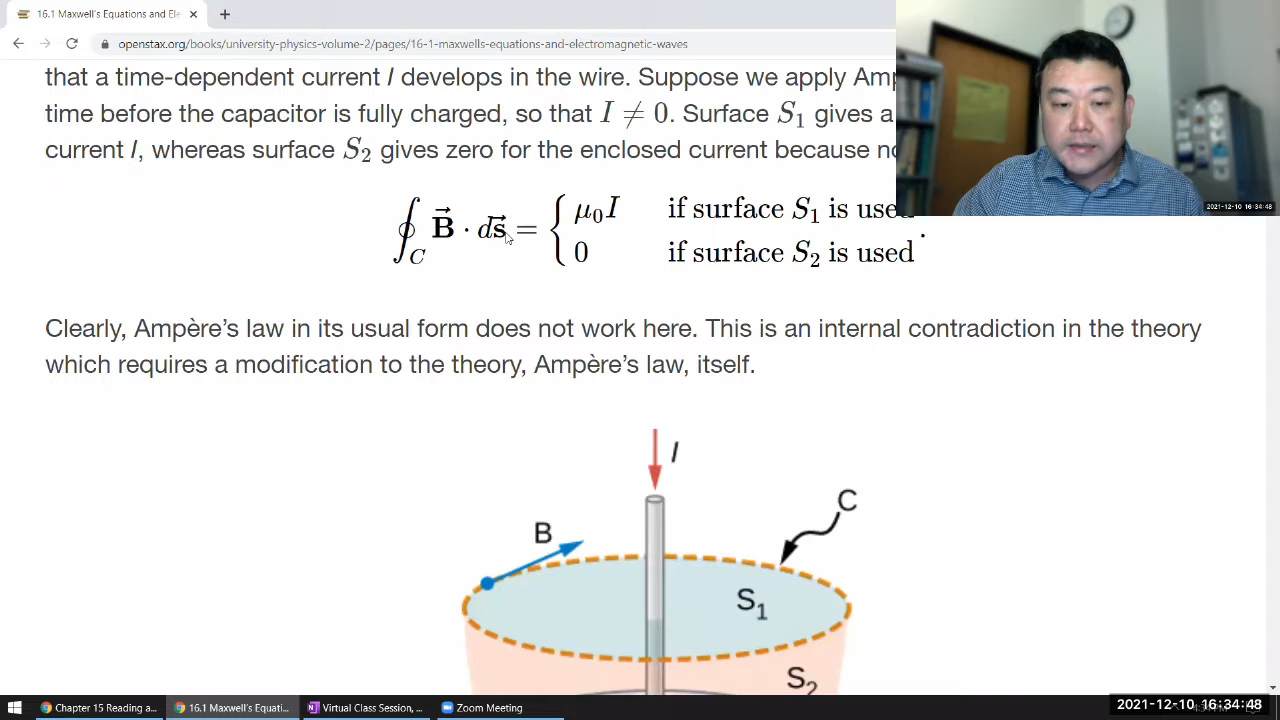 16.1 Maxwell's Equations and Ele
openstax.org/books/university-physics-volume-2/pages/16-1-maxwells-equations-and-electromagnetic-waves
that a time-dependent current I develops in the wire. Suppose we apply Amp
time before the capacitor is fully charged, so that I ≠ 0. Surface S₁ gives a
current I, whereas surface S₂ gives zero for the enclosed current because no
∮_C B⃗ · ds⃗ = { μ₀I if surface S₁ is used
0 if surface S₂ is used .
Clearly, Ampère's law in its usual form does not work here. This is an internal contradiction in the theory
which requires a modification to the theory, Ampère's law, itself.
I
C
B
S₁
S₂
2021-12-10 16:34:48
Chapter 15 Reading a...
16.1 Maxwell's Equati...
Virtual Class Session, ...
Zoom Meeting
2021-12-10 16:34:48